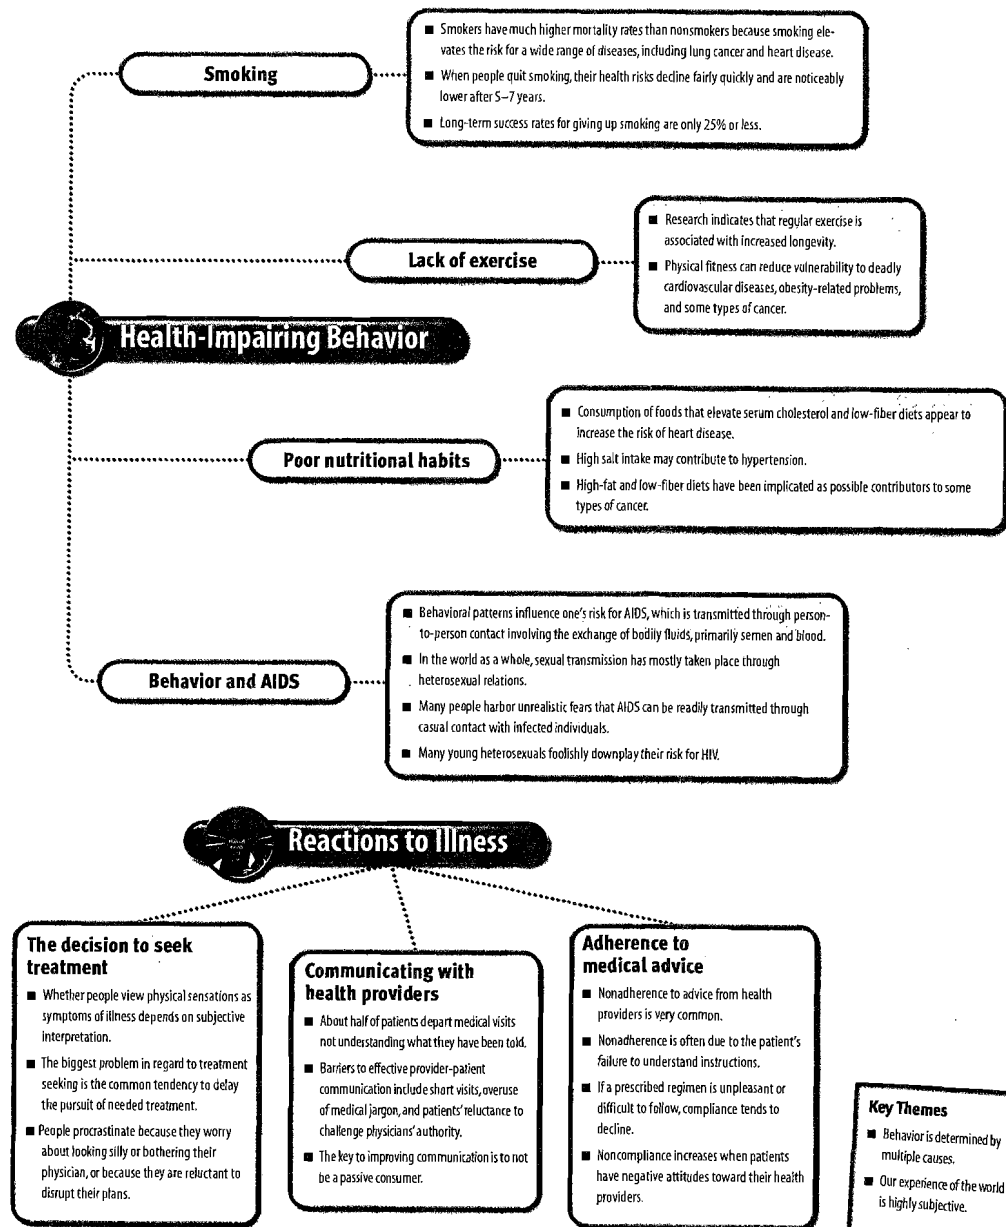 Smoking
■ Smokers have much higher mortality rates than nonsmokers because smoking ele-
vates the risk for a wide range of diseases, including lung cancer and heart disease.
■ When people quit smoking, their health risks decline fairly quickly and are noticeably
lower after 5–7 years.
■ Long-term success rates for giving up smoking are only 25% or less.
Lack of exercise
■ Research indicates that regular exercise is
associated with increased longevity.
■ Physical fitness can reduce vulnerability to deadly
cardiovascular diseases, obesity-related problems,
and some types of cancer.
Health-Impairing Behavior
Poor nutritional habits
■ Consumption of foods that elevate serum cholesterol and low-fiber diets appear to
increase the risk of heart disease.
■ High salt intake may contribute to hypertension.
■ High-fat and low-fiber diets have been implicated as possible contributors to some
types of cancer.
Behavior and AIDS
■ Behavioral patterns influence one's risk for AIDS, which is transmitted through person-
to-person contact involving the exchange of bodily fluids, primarily semen and blood.
■ In the world as a whole, sexual transmission has mostly taken place through
heterosexual relations.
■ Many people harbor unrealistic fears that AIDS can be readily transmitted through
casual contact with infected individuals.
■ Many young heterosexuals foolishly downplay their risk for HIV.
Reactions to Illness
The decision to seek
treatment
■ Whether people view physical sensations as
symptoms of illness depends on subjective
interpretation.
■ The biggest problem in regard to treatment
seeking is the common tendency to delay
the pursuit of needed treatment.
■ People procrastinate because they worry
about looking silly or bothering their
physician, or because they are reluctant to
disrupt their plans.
Communicating with
health providers
■ About half of patients depart medical visits
not understanding what they have been told.
■ Barriers to effective provider-patient
communication include short visits, overuse
of medical jargon, and patients' reluctance to
challenge physicians' authority.
■ The key to improving communication is to not
be a passive consumer.
Adherence to
medical advice
■ Nonadherence to advice from health
providers is very common.
■ Nonadherence is often due to the patient's
failure to understand instructions.
■ If a prescribed regimen is unpleasant or
difficult to follow, compliance tends to
decline.
■ Noncompliance increases when patients
have negative attitudes toward their health
providers.
Key Themes
■ Behavior is determined by
multiple causes.
■ Our experience of the world
is highly subjective.